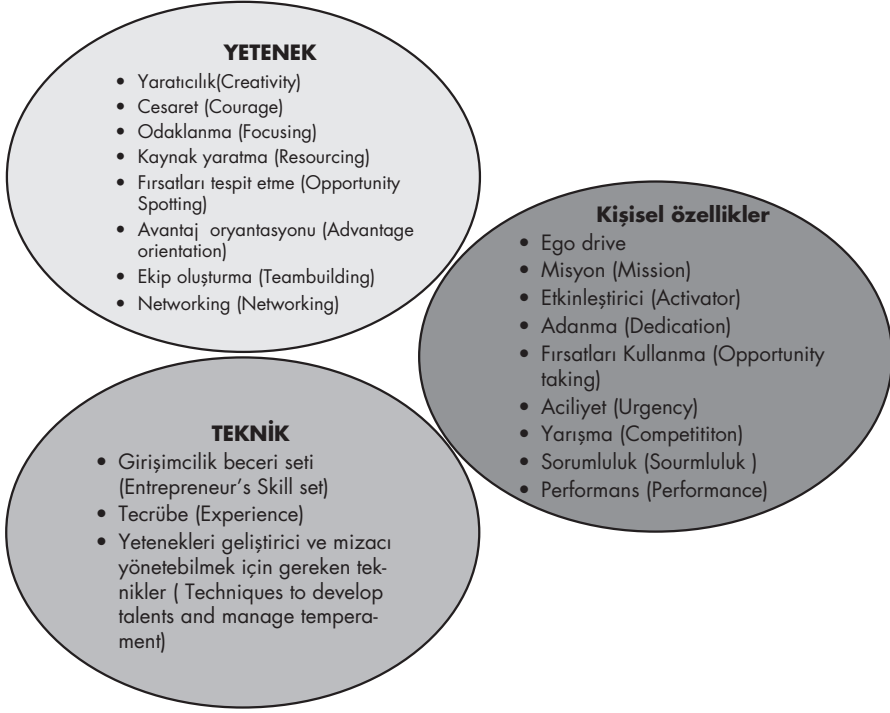 YETENEK
• Yaratıcılık(Creativity)
• Cesaret (Courage)
• Odaklanma (Focusing)
• Kaynak yaratma (Resourcing)
• Fırsatları tespit etme (Opportunity
Spotting)
• Avantaj oryantasyonu (Advantage
orientation)
• Ekip oluşturma (Teambuilding)
• Networking (Networking)
Kişisel özellikler
• Ego drive
• Misyon (Mission)
• Etkinleştirici (Activator)
• Adanma (Dedication)
• Fırsatları Kullanma (Opportunity
taking)
• Aciliyet (Urgency)
• Yarışma (Competititon)
• Sorumluluk (Sourmluluk )
• Performans (Performance)
TEKNİK
• Girişimcilik beceri seti
(Entrepreneur's Skill set)
• Tecrübe (Experience)
• Yetenekleri geliştirici ve mizacı
yönetebilmek için gereken tek-
nikler ( Techniques to develop
talents and manage tempera-
ment)